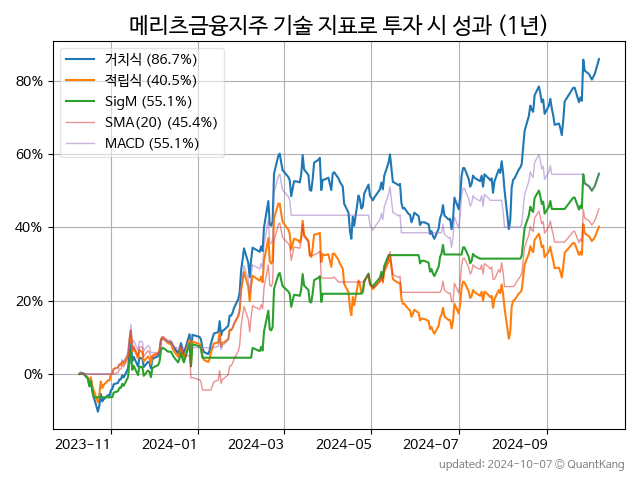 메리츠금융지주 기술 지표로 투자 시 성과 (1년)
거치식 (86.7%)
적립식 (40.5%)
SigM (55.1%)
SMA(20) (45.4%)
MACD (55.1%)
80%
60%
40%
20%
0%
2023-11 2024-01 2024-03 2024-05 2024-07 2024-09
updated: 2024-10-07 © QuantKang